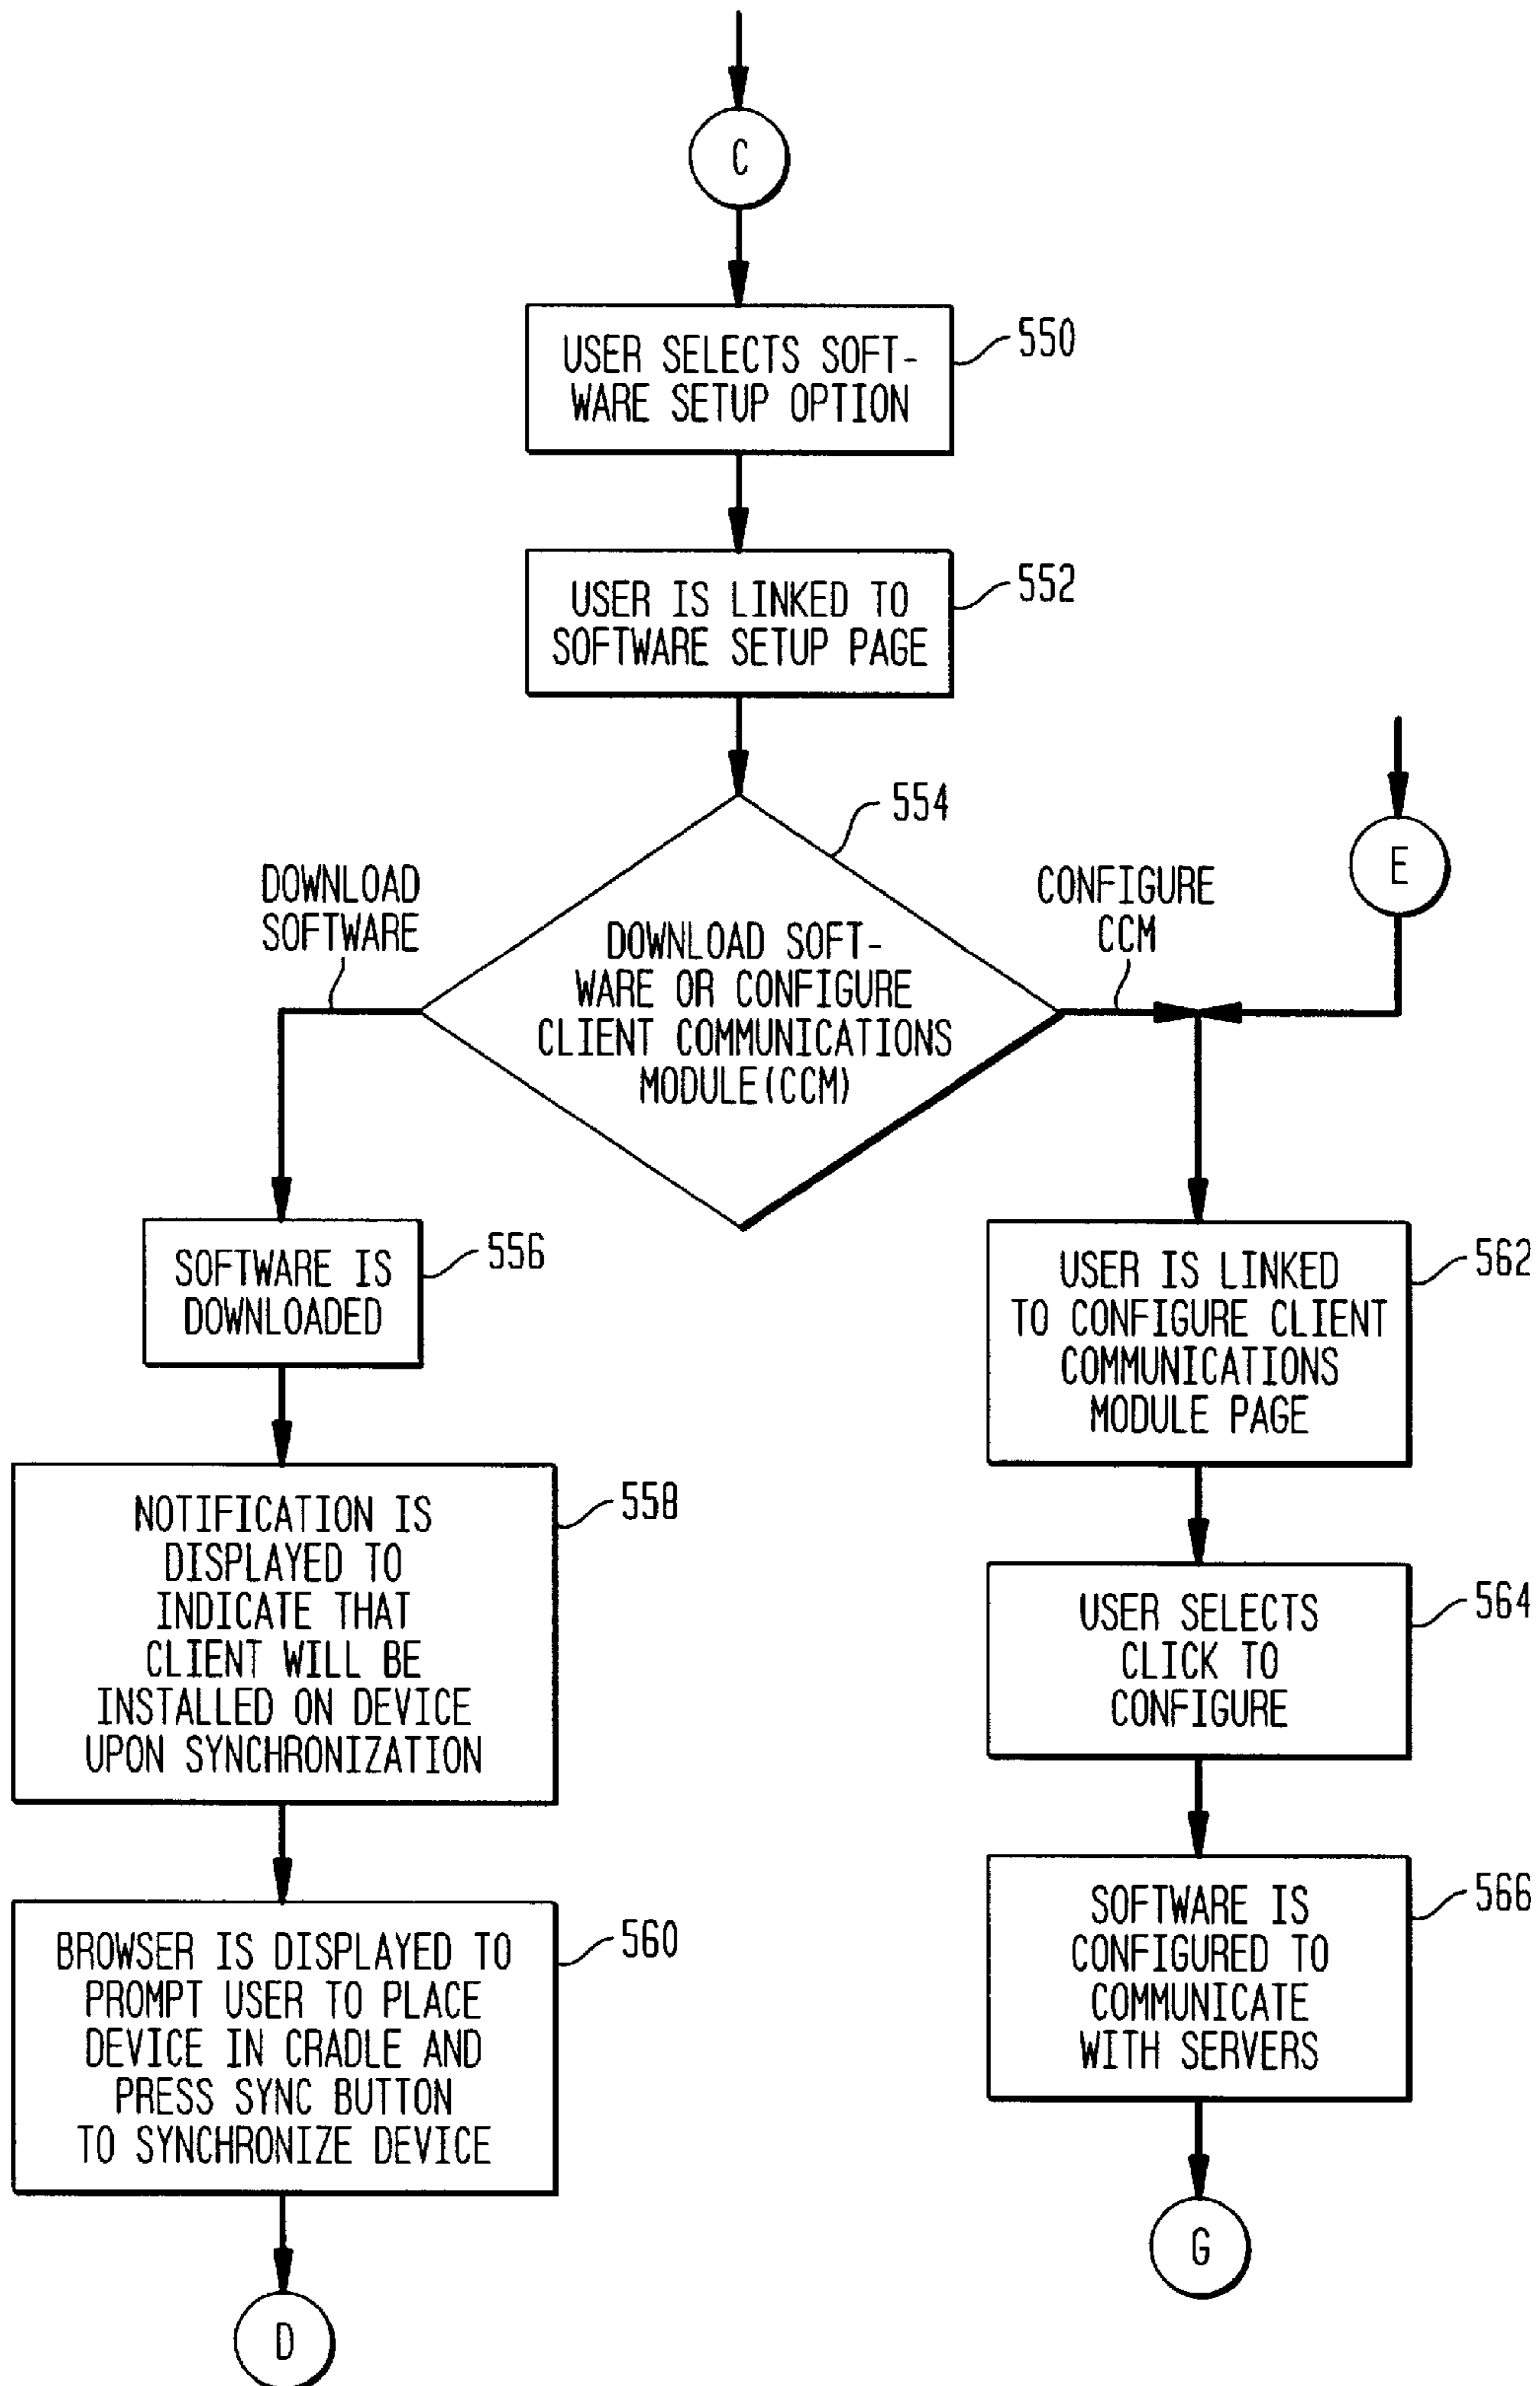 C
USER SELECTS SOFT-
WARE SETUP OPTION
550
USER IS LINKED TO
SOFTWARE SETUP PAGE
552
554
E
DOWNLOAD
SOFTWARE
CONFIGURE
CCM
DOWNLOAD SOFT-
WARE OR CONFIGURE
CLIENT COMMUNICATIONS
MODULE(CCM)
SOFTWARE IS
DOWNLOADED
556
NOTIFICATION IS
DISPLAYED TO
INDICATE THAT
CLIENT WILL BE
INSTALLED ON DEVICE
UPON SYNCHRONIZATION
558
BROWSER IS DISPLAYED TO
PROMPT USER TO PLACE
DEVICE IN CRADLE AND
PRESS SYNC BUTTON
TO SYNCHRONIZE DEVICE
560
D
USER IS LINKED
TO CONFIGURE CLIENT
COMMUNICATIONS
MODULE PAGE
562
USER SELECTS
CLICK TO
CONFIGURE
564
SOFTWARE IS
CONFIGURED TO
COMMUNICATE
WITH SERVERS
566
G